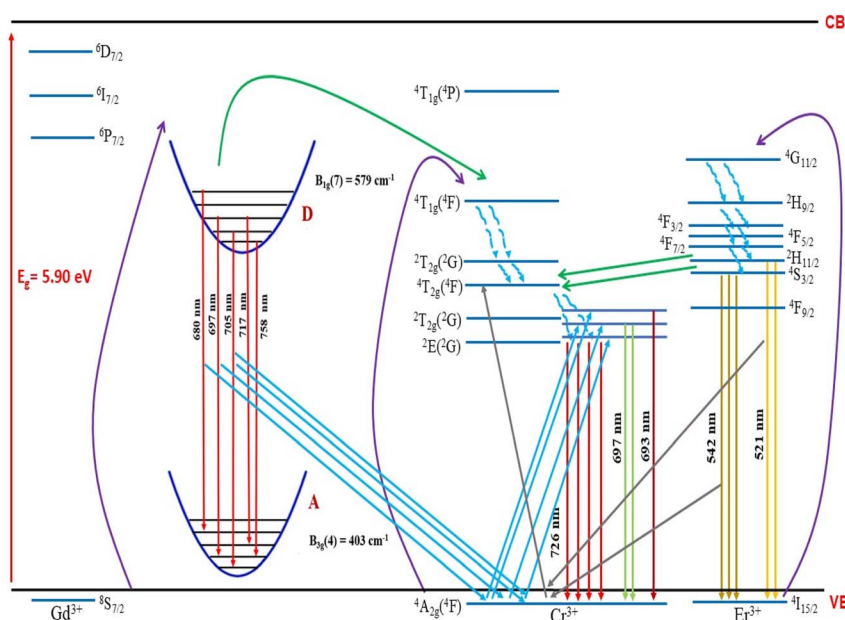 CB
⁶D₇/₂
⁶I₇/₂
⁶P₇/₂
⁴T₁g(⁴P)
⁴G₁₁/₂
B₁g(7) = 579 cm⁻¹
⁴T₁g(⁴F)
²H₉/₂
D
⁴F₃/₂
⁴F₅/₂
⁴F₇/₂
²T₂g(²G)
²H₁₁/₂
Eg= 5.90 eV
⁴T₂g(⁴F)
⁴S₃/₂
680 nm
697 nm
705 nm
717 nm
758 nm
²T₂g(²G)
⁴F₉/₂
²E(²G)
697 nm
693 nm
542 nm
521 nm
A
726 nm
B₃g(4) = 403 cm⁻¹
⁸S₇/₂
⁴A₂g(⁴F)
⁴I₁₅/₂
VB
Gd³⁺
Cr³⁺
Er³⁺